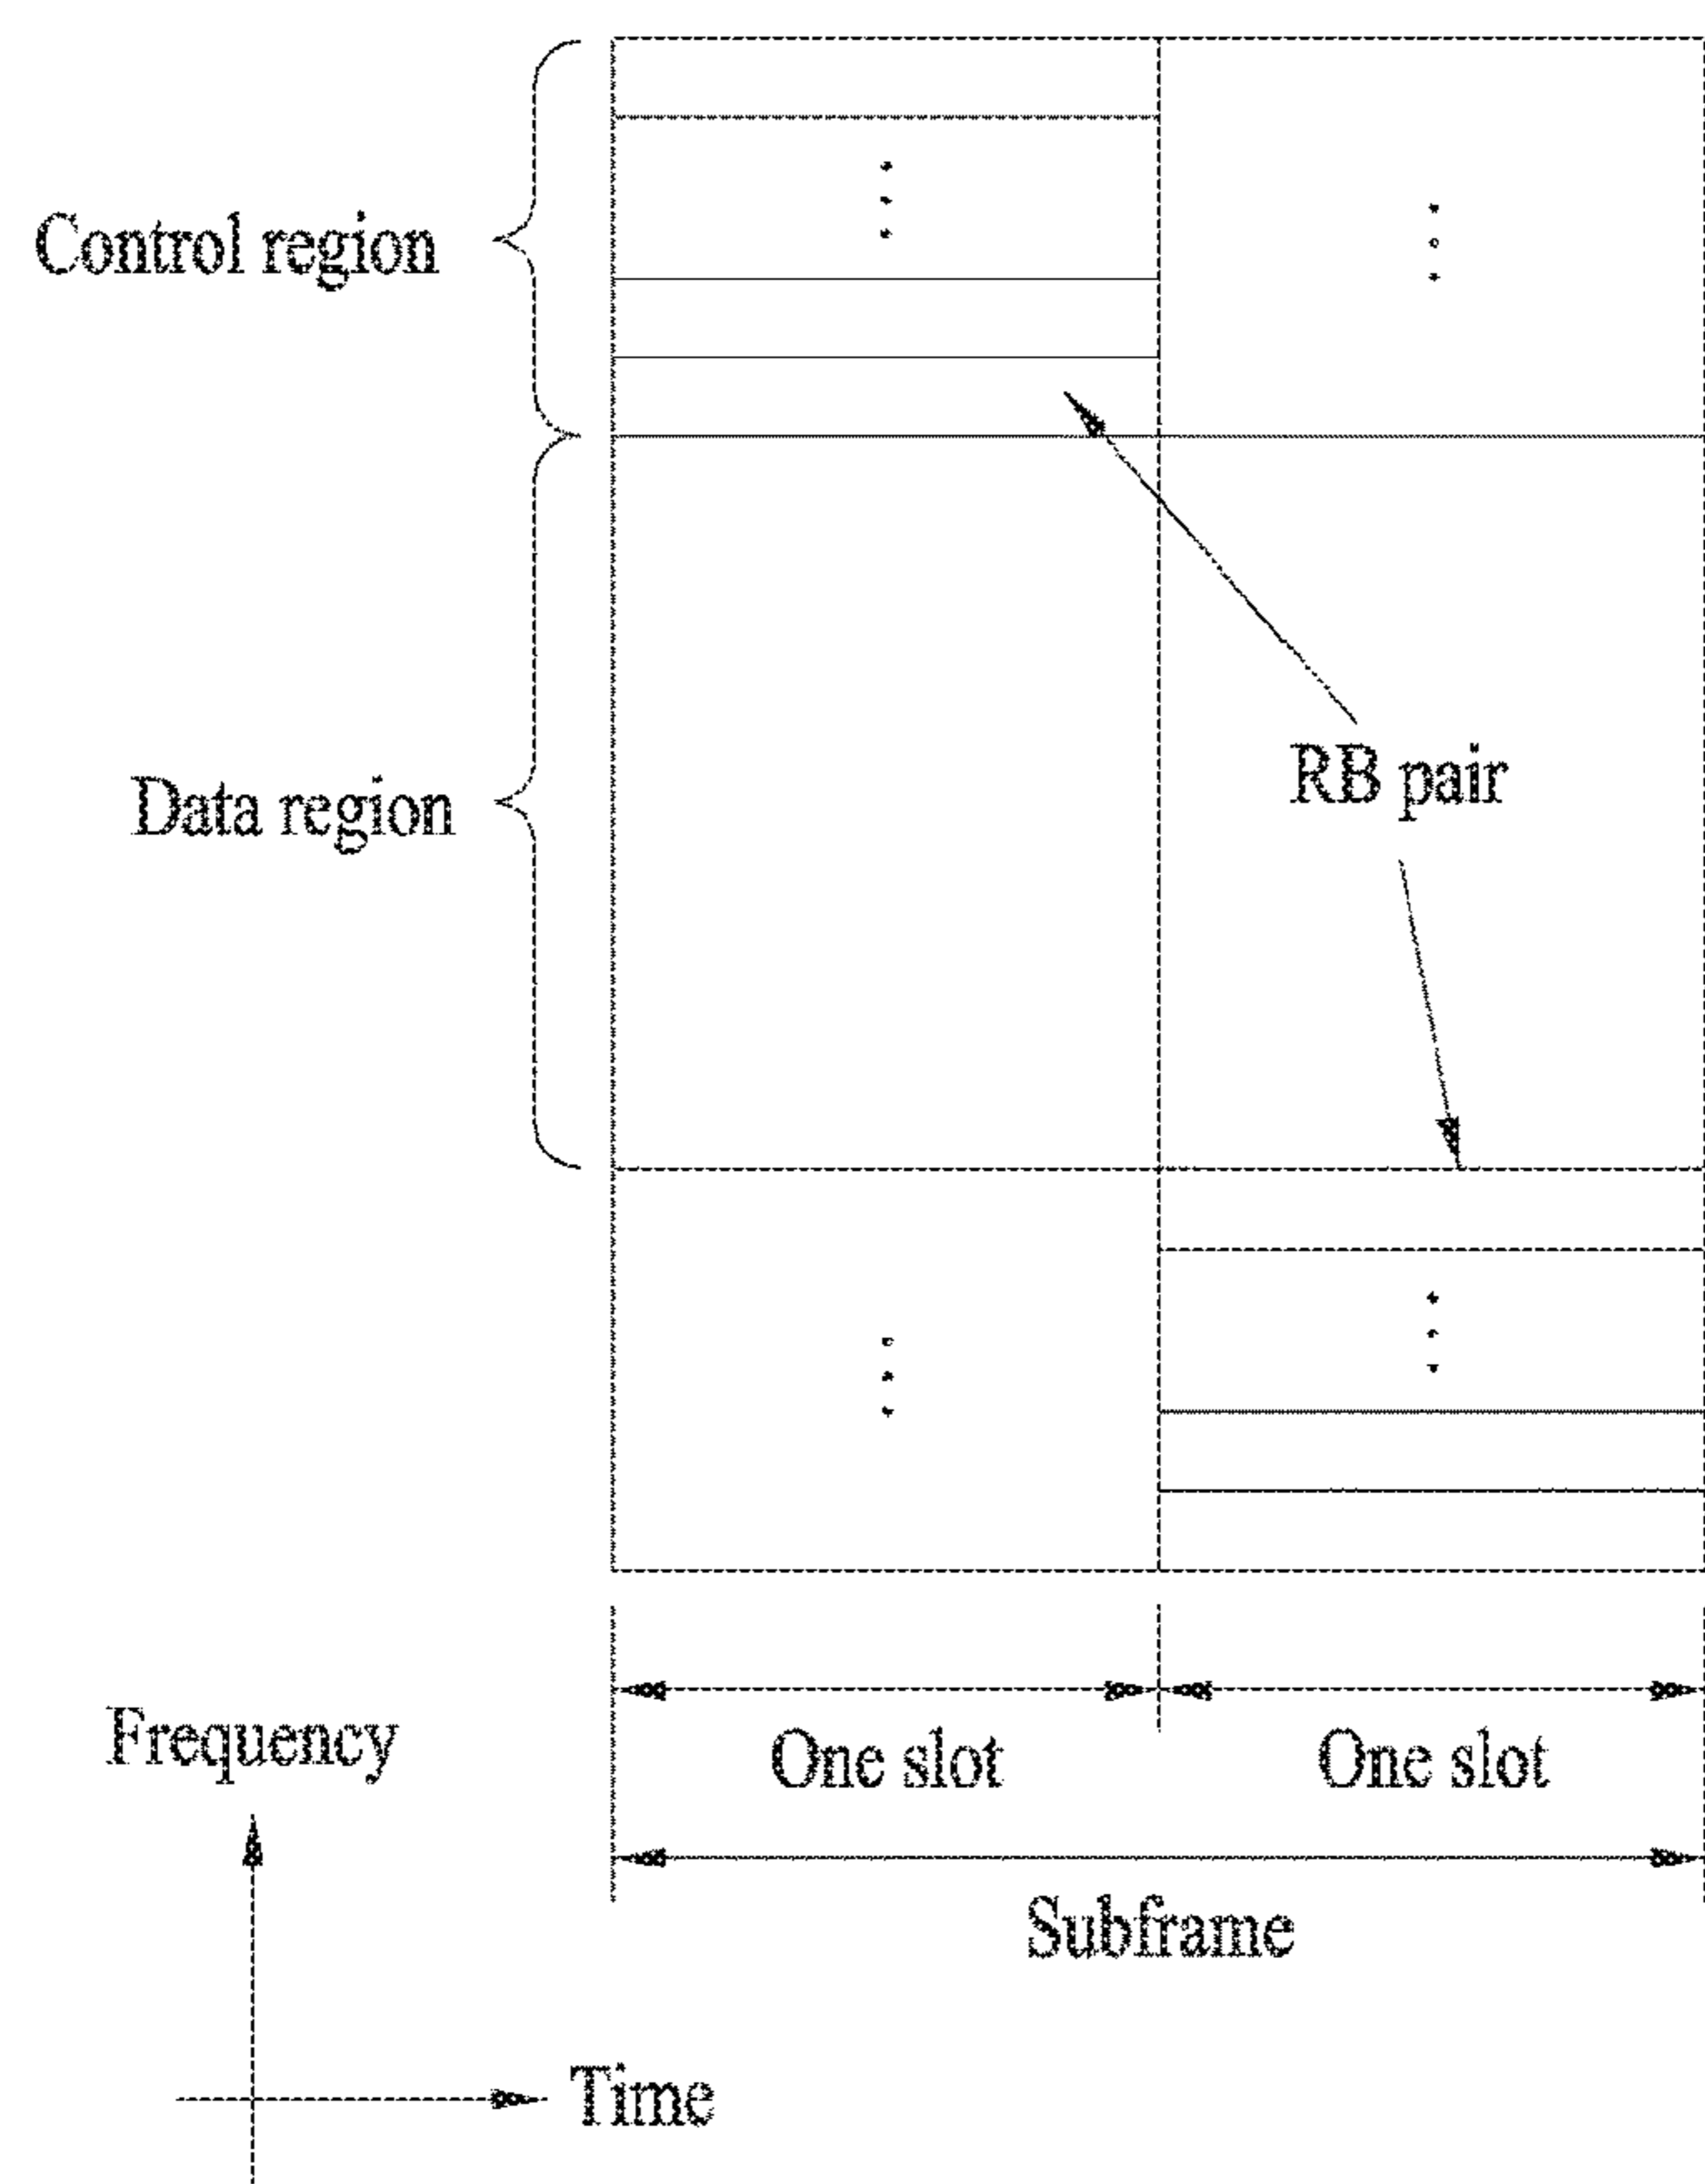 Control region
Data region
RB pair
One slot
One slot
Subframe
Frequency
Time